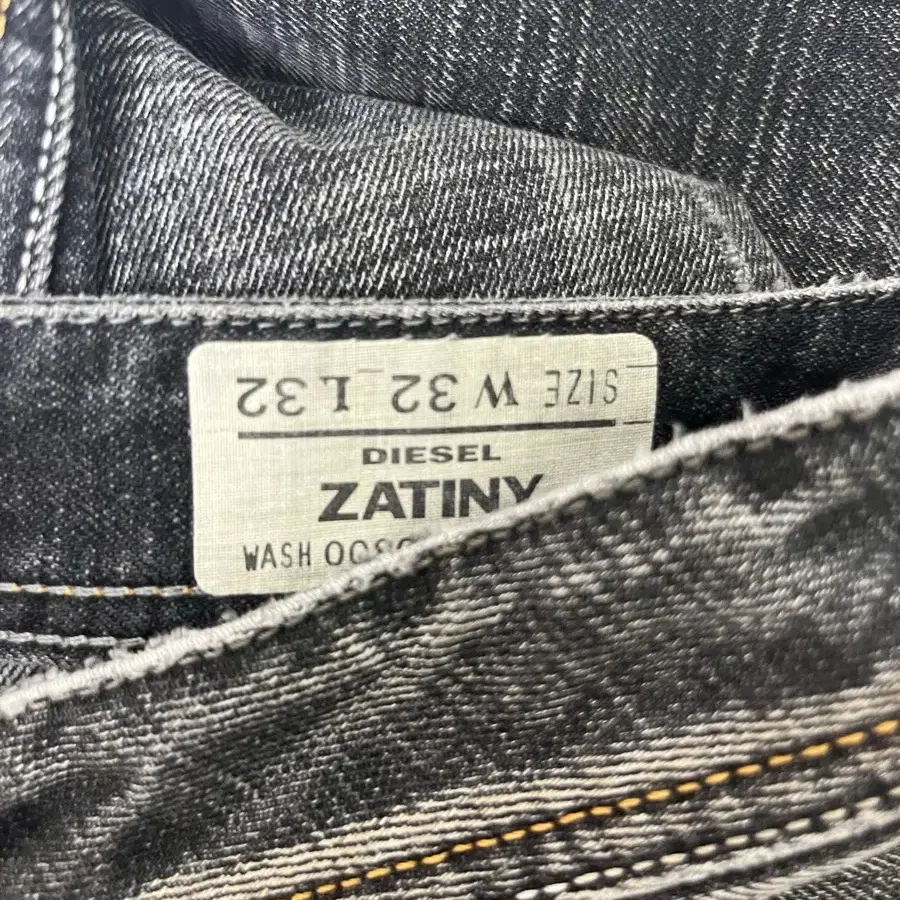 SIZE W 32 L 32
DIESEL
ZATINY
WASH